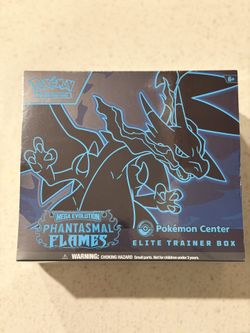 Pokémon
6+
MEGA EVOLUTION
PHANTASMAL
FLAMES
Pokémon Center
ELITE TRAINER BOX
WARNING: CHOKING HAZARD Small parts. Not for children under 3 years.